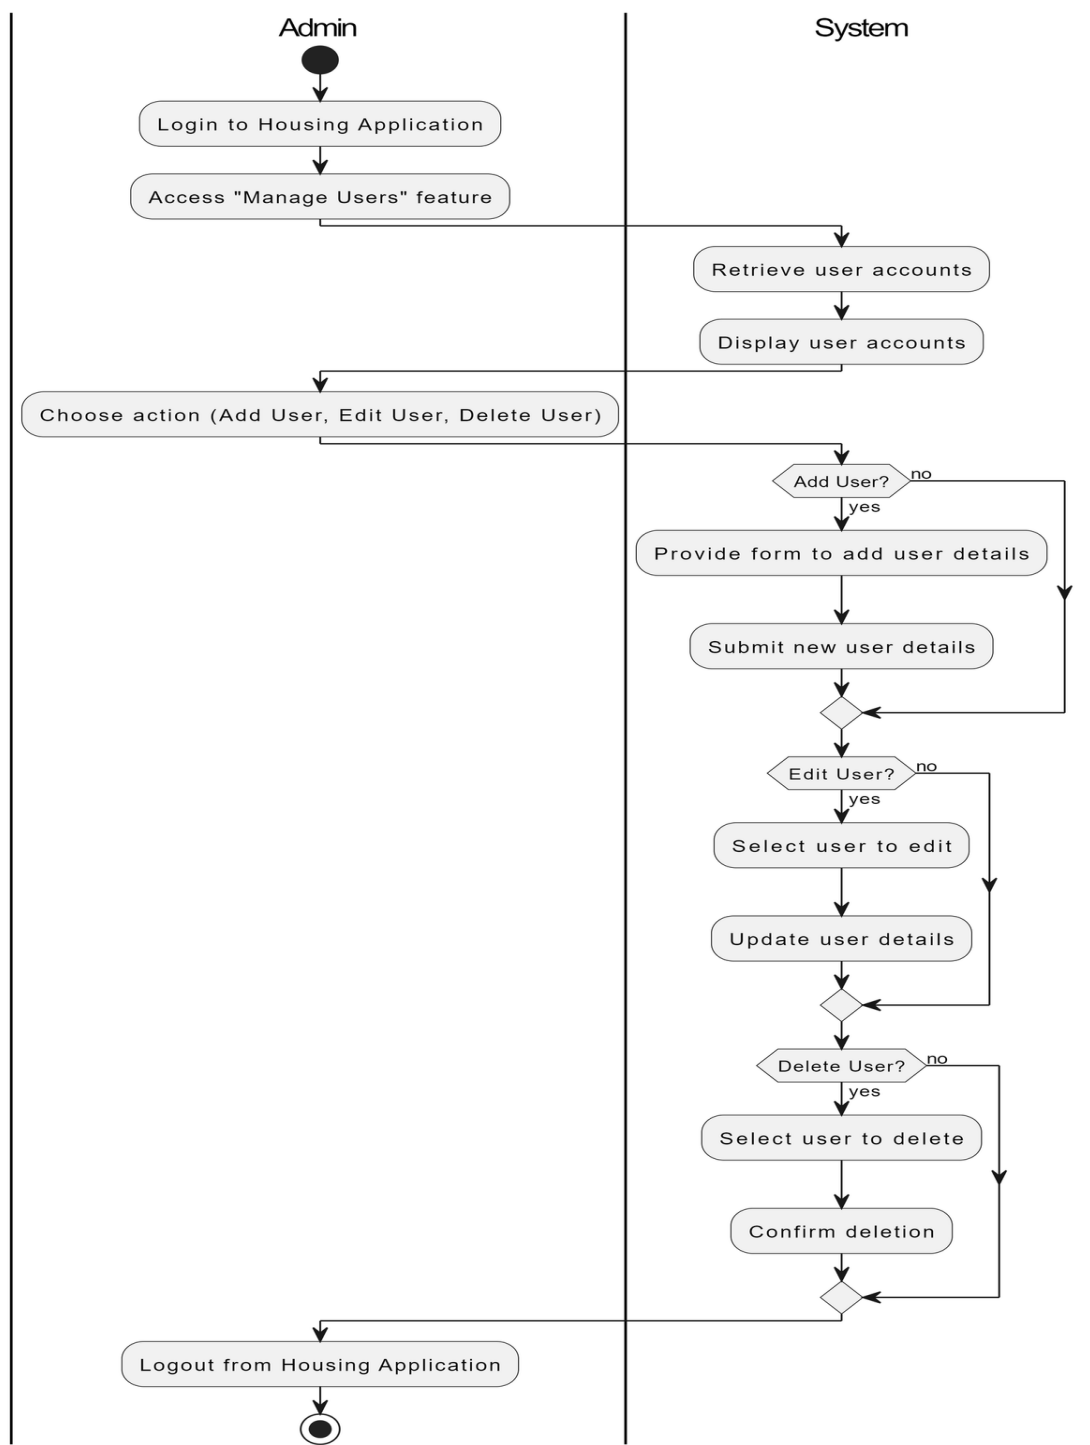 Admin
System
Login to Housing Application
Access "Manage Users" feature
Retrieve user accounts
Display user accounts
Choose action (Add User, Edit User, Delete User)
Add User?
no
yes
Provide form to add user details
Submit new user details
Edit User?
no
yes
Select user to edit
Update user details
Delete User?
no
yes
Select user to delete
Confirm deletion
Logout from Housing Application